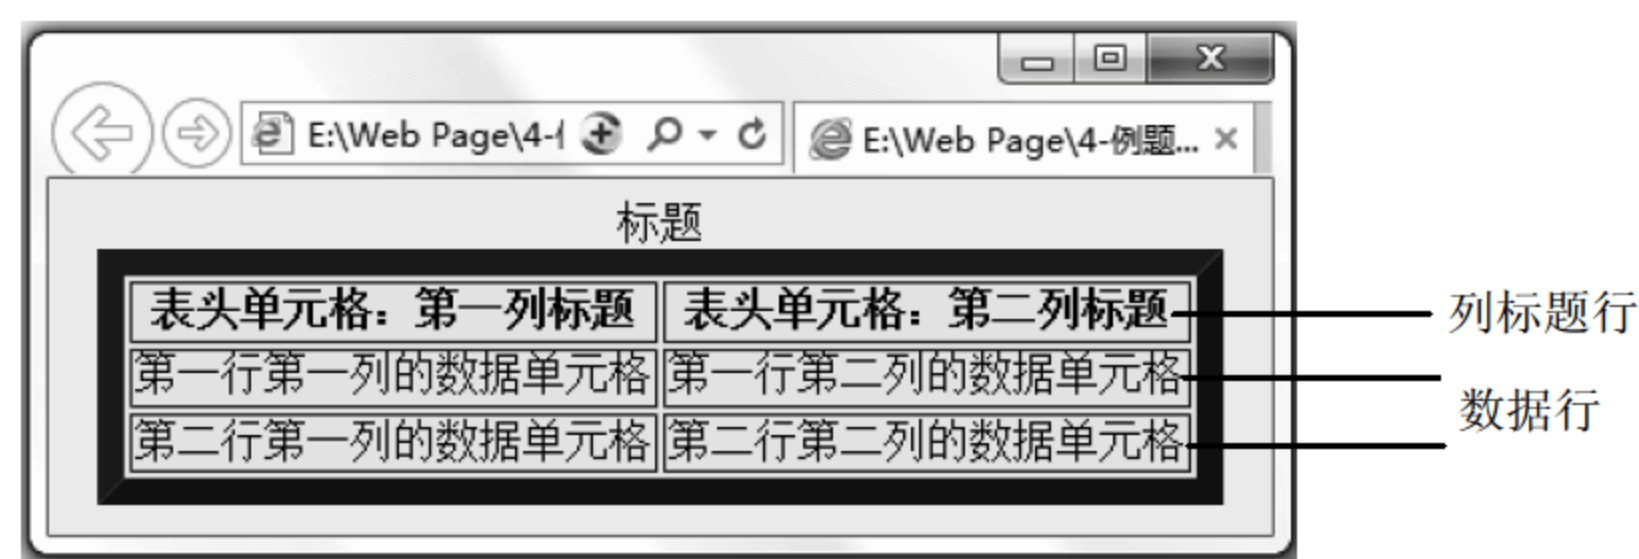 E:\Web Page\4-
E:\Web Page\4-例题...
标题
表头单元格：第一列标题 表头单元格：第二列标题
列标题行
第一行第一列的数据单元格 第一行第二列的数据单元格
数据行
第二行第一列的数据单元格 第二行第二列的数据单元格